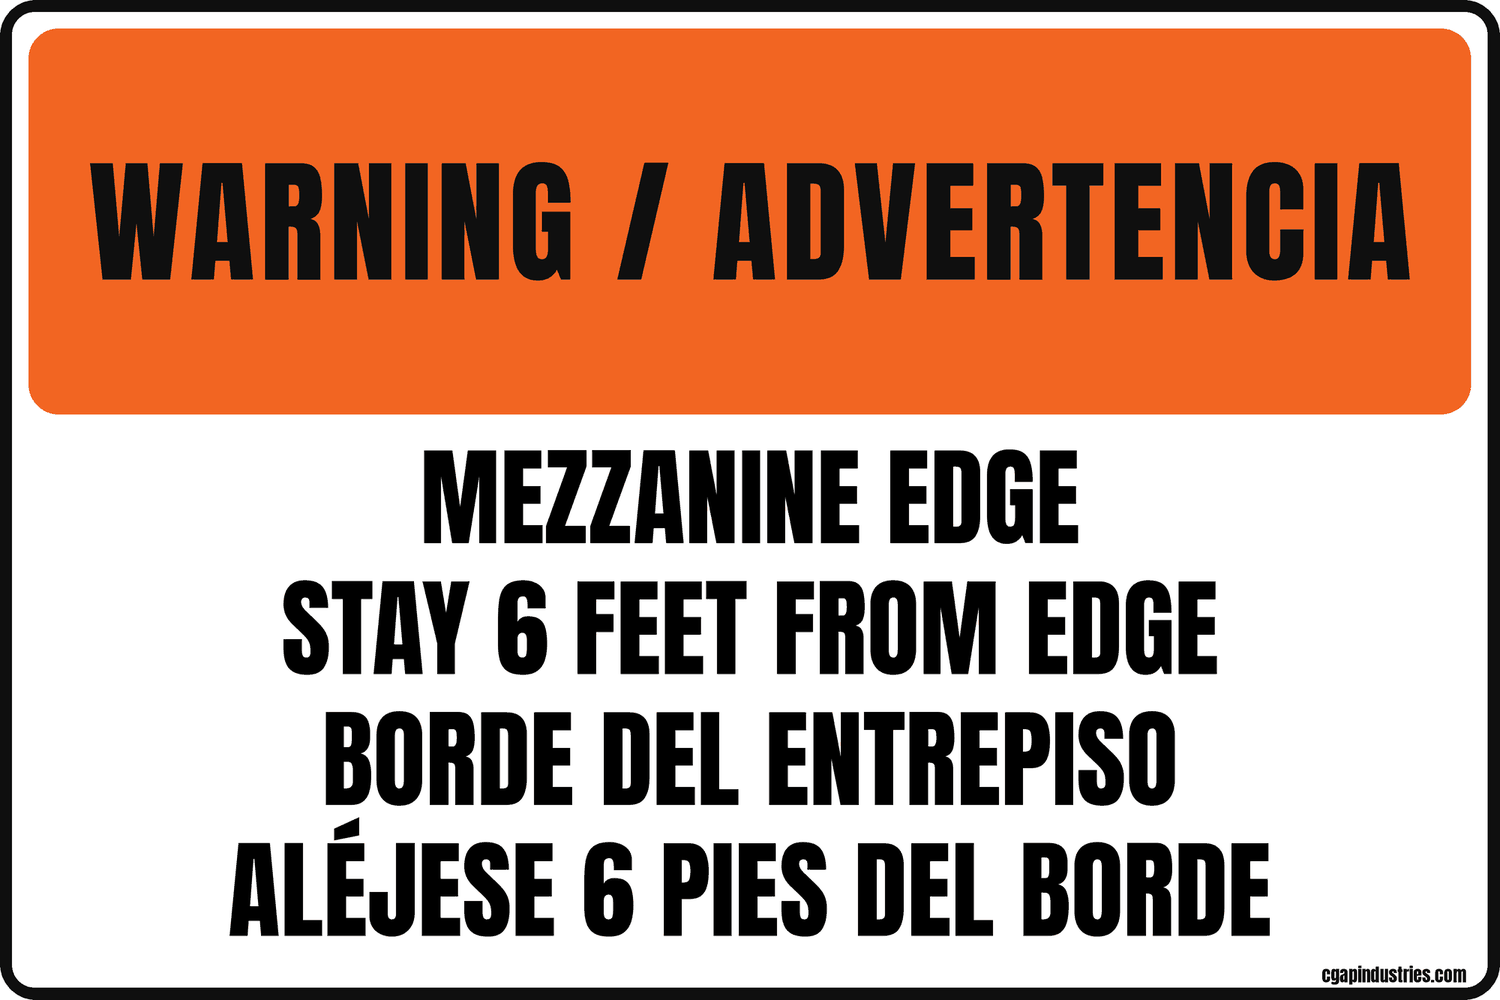 WARNING / ADVERTENCIA
MEZZANINE EDGE
STAY 6 FEET FROM EDGE
BORDE DEL ENTREPISO
ALÉJESE 6 PIES DEL BORDE
cgapindustries.com